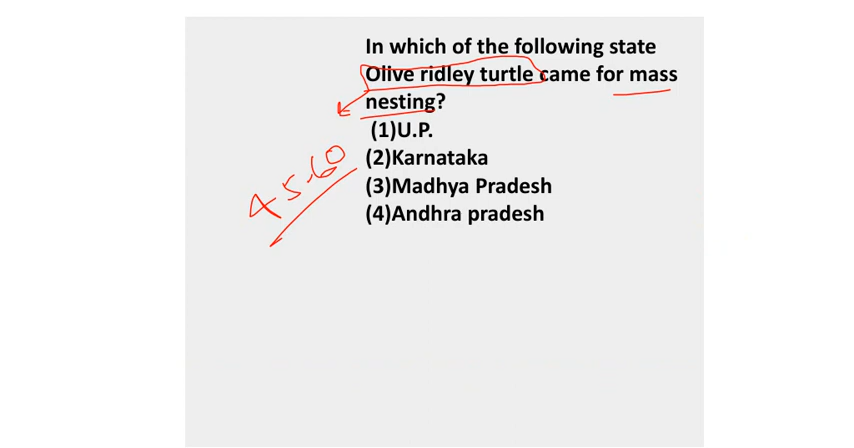 In which of the following state
Olive ridley turtle came for mass
nesting?
(1)U.P.
(2)Karnataka
(3)Madhya Pradesh
(4)Andhra pradesh
45-60